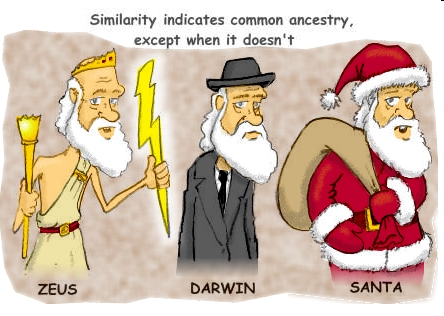 Similarity indicates common ancestry,
except when it doesn't
ZEUS
DARWIN
SANTA